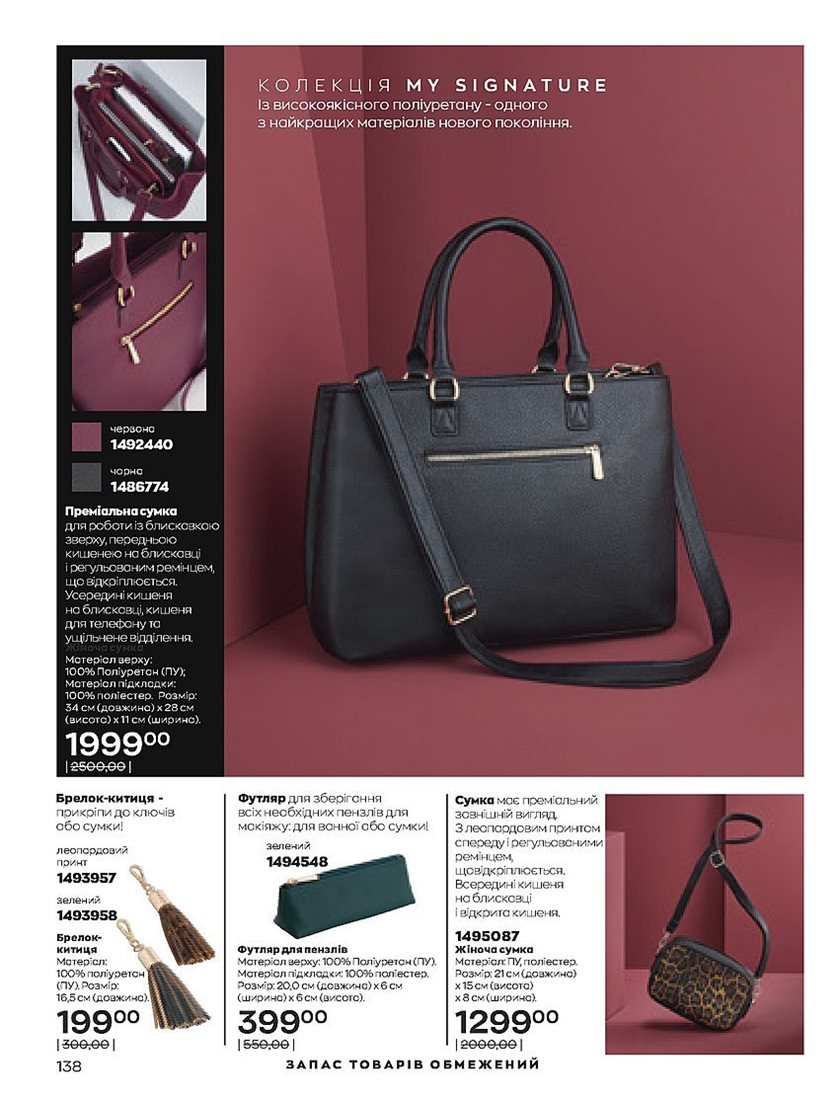 КОЛЕКЦІЯ MY SIGNATURE
Із високоякісного поліуретану - одного
з найкращих матеріалів нового покоління.
червона
1492440
чорна
1486774
Преміальна сумка
для роботи із блискавкою
зверху, передньою
кишенею на блискавці
і регульованим ремінцем,
що відкріплюється.
Усередині кишеня
на блискавці, кишеня
для телефону та
ущільнене відділення.
Жіноча сумка
Матеріал верху:
100% Поліуретан (ПУ);
Матеріал підкладки:
100% поліестер. Розмір:
34 см (довжина) х 28 см
(висота) х 11 см (ширина).
1999⁰⁰
| 2500,00 |
Брелок-китиця -
прикріпи до ключів
або сумки!
леопардовий
принт
1493957
зелений
1493958
Брелок-
китиця
Матеріал:
100% поліуретан
(ПУ). Розмір:
16,5 см (довжина).
199⁰⁰
| 300,00 |
Футляр для зберігання
всіх необхідних пензлів для
макіяжу: для ванної або сумки!
зелений
1494548
Футляр для пензлів
Матеріал верху: 100% Поліуретан (ПУ).
Матеріал підкладки: 100% поліестер.
Розмір: 20,0 см (довжина) х 6 см
(ширина) х 6 см (висота).
399⁰⁰
| 550,00 |
Сумка має преміальний
зовнішній вигляд.
З леопардовим принтом
спереду і регульованими
ремінцем,
щовідкріплюється.
Всередині кишеня
на блискавці
і відкрита кишеня.
1495087
Жіноча сумка
Матеріал: ПУ, поліестер.
Розмір: 21 см (довжина)
х 15 см (висота)
х 8 см (ширина).
1299⁰⁰
| 2000,00 |
138
ЗАПАС ТОВАРІВ ОБМЕЖЕНИЙ